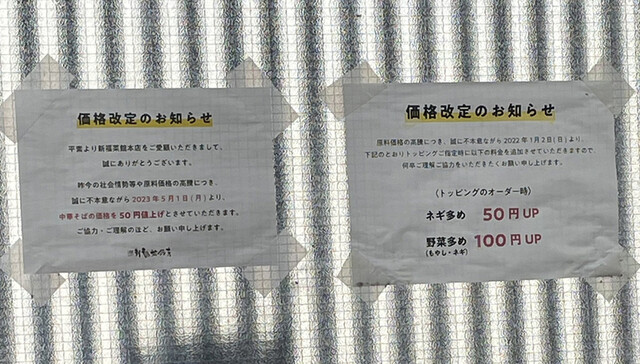 価格改定のお知らせ
平素より新福菜館本店をご愛顧いただきまして、
誠にありがとうございます。
昨今の社会情勢等や原料価格の高騰につき、
誠に不本意ながら2023年5月1日(月)より、
中華そばの価格を50円値上げとさせていただきます。
ご協力・ご理解のほど、お願い申し上げます。
価格改定のお知らせ
原料価格の高騰につき、誠に不本意ながら2022年1月2日(日)より、
下記のとおりトッピングご指定時に以下の料金を追加させていただきますので、
何卒ご理解ご協力をいただきたくお願い申し上げます。
(トッピングのオーダー時)
ネギ多め 50円UP
野菜多め 100円UP
(もやし・ネギ)